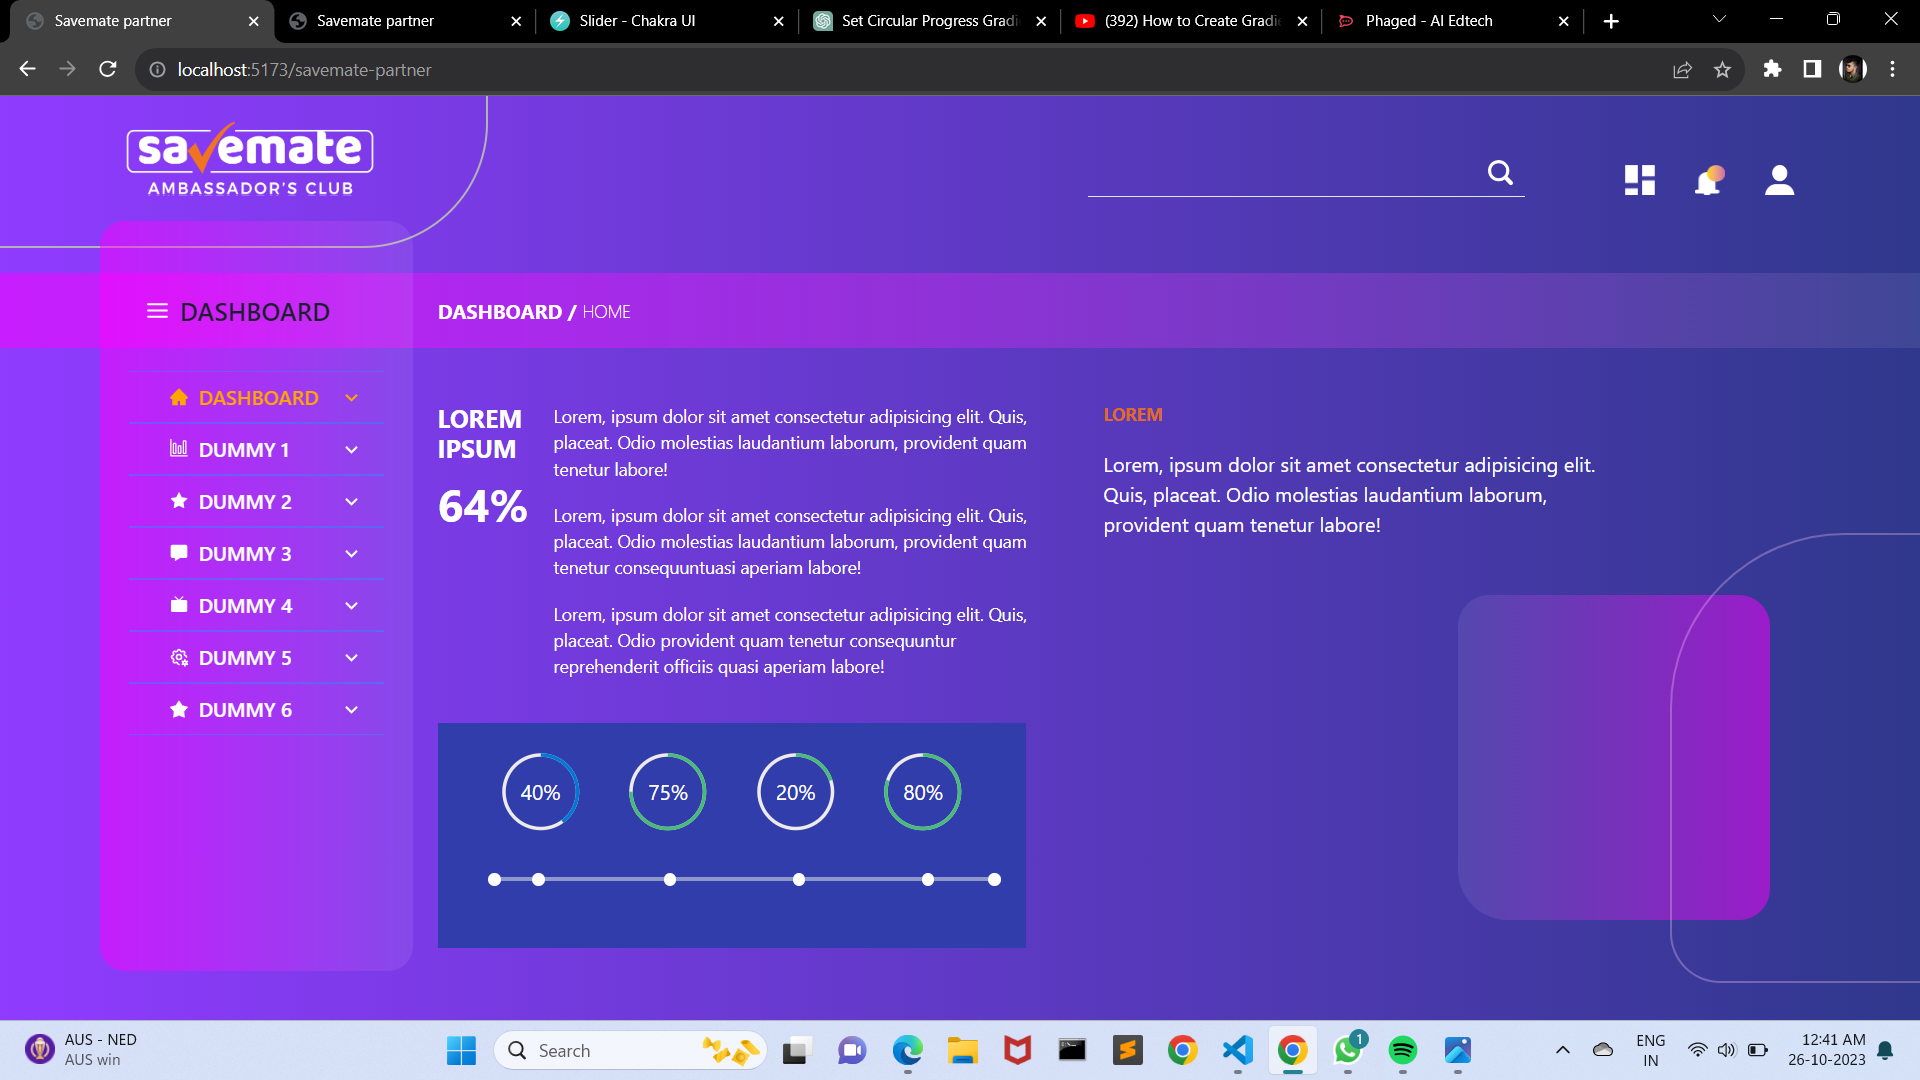 Savemate partner
Savemate partner
Slider - Chakra UI
Set Circular Progress Gradi
(392) How to Create Gradie
Phaged - AI Edtech
localhost:5173/savemate-partner
savemate
AMBASSADOR'S CLUB
DASHBOARD
DASHBOARD / HOME
DASHBOARD
DUMMY 1
DUMMY 2
DUMMY 3
DUMMY 4
DUMMY 5
DUMMY 6
LOREM
IPSUM
64%
Lorem, ipsum dolor sit amet consectetur adipisicing elit. Quis,
placeat. Odio molestias laudantium laborum, provident quam
tenetur labore!
Lorem, ipsum dolor sit amet consectetur adipisicing elit. Quis,
placeat. Odio molestias laudantium laborum, provident quam
tenetur consequuntuasi aperiam labore!
Lorem, ipsum dolor sit amet consectetur adipisicing elit. Quis,
placeat. Odio provident quam tenetur consequuntur
reprehenderit officiis quasi aperiam labore!
LOREM
Lorem, ipsum dolor sit amet consectetur adipisicing elit.
Quis, placeat. Odio molestias laudantium laborum,
provident quam tenetur labore!
40%
75%
20%
80%
AUS - NED
AUS win
Search
1
ENG
IN
12:41 AM
26-10-2023